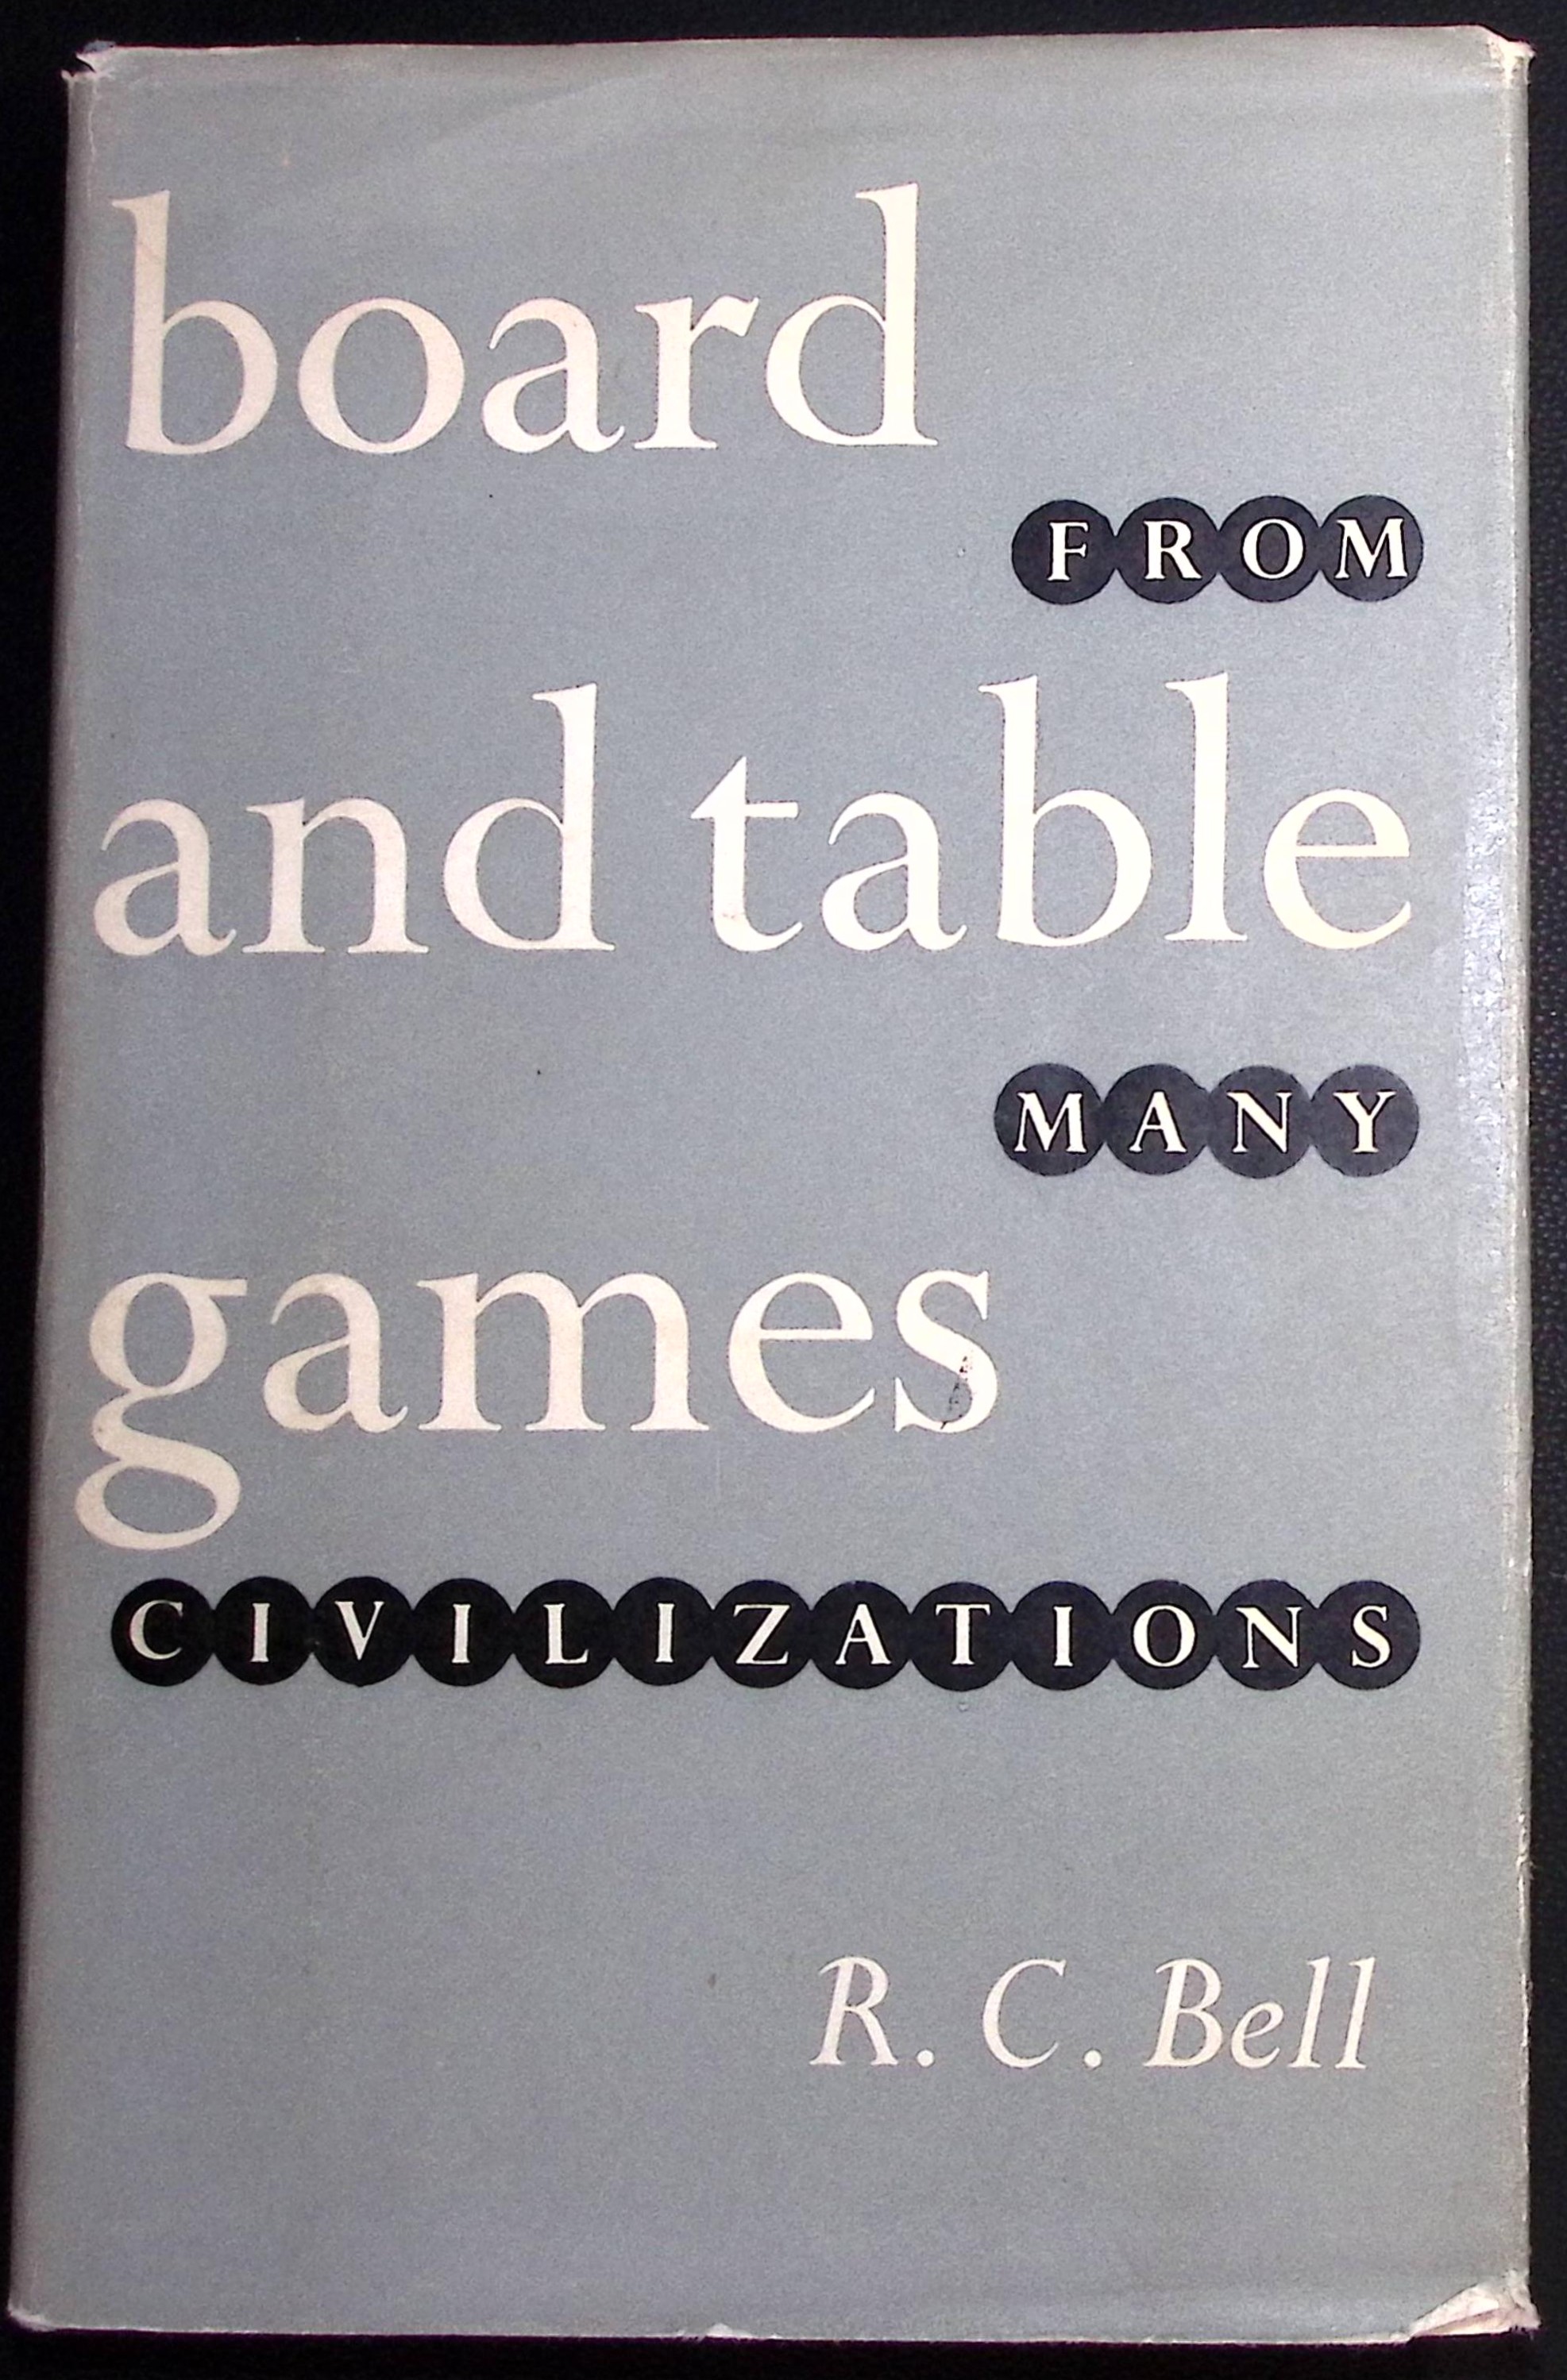 board
FROM
and table
MANY
games
CIVILIZATIONS
R. C. Bell